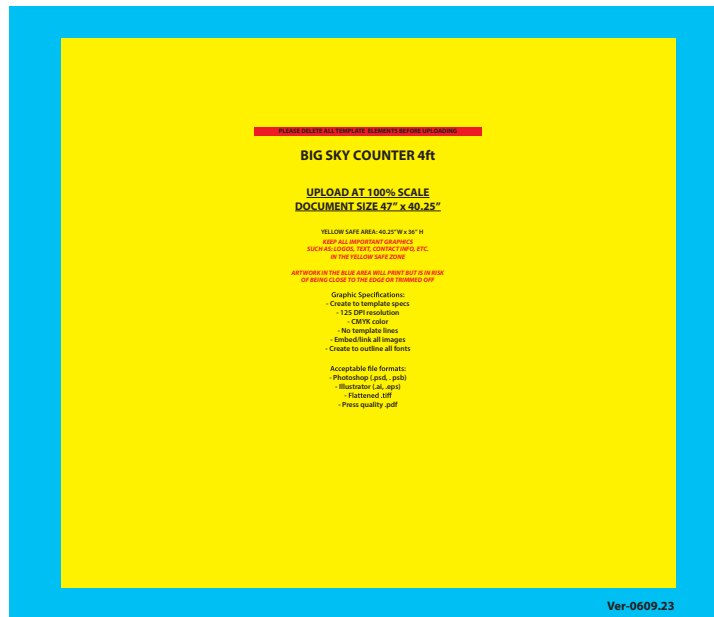 PLEASE DELETE ALL TEMPLATE ELEMENTS BEFORE UPLOADING
BIG SKY COUNTER 4ft
UPLOAD AT 100% SCALE
DOCUMENT SIZE 47” x 40.25”
YELLOW SAFE AREA: 40.25”W x 36” H
KEEP ALL IMPORTANT GRAPHICS
SUCH AS: LOGOS, TEXT, CONTACT INFO, ETC.
IN THE YELLOW SAFE ZONE
ARTWORK IN THE BLUE AREA WILL PRINT BUT IS IN RISK
OF BEING CLOSE TO THE EDGE OR TRIMMED OFF
Graphic Specifications:
- Create to template specs
- 125 DPI resolution
- CMYK color
- No template lines
- Embed/link all images
- Create to outline all fonts
Acceptable file formats:
- Photoshop (.psd, . psb)
- Illustrator (.ai, .eps)
- Flattened .tiff
- Press quality .pdf
Ver-0609.23